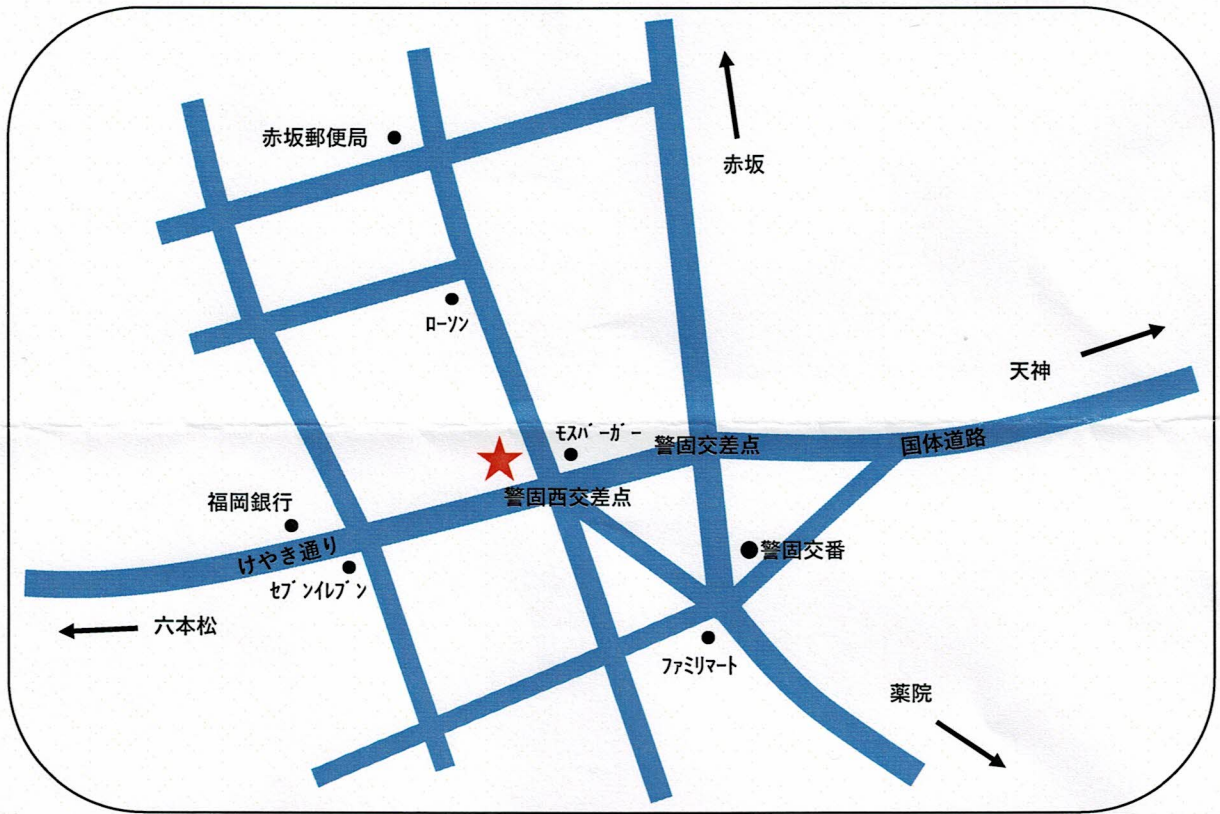 赤坂郵便局
赤坂
ローソン
天神
モスバーガー
警固交差点
国体道路
警固西交差点
福岡銀行
けやき通り
警固交番
セブンイレブン
六本松
ファミリマート
薬院